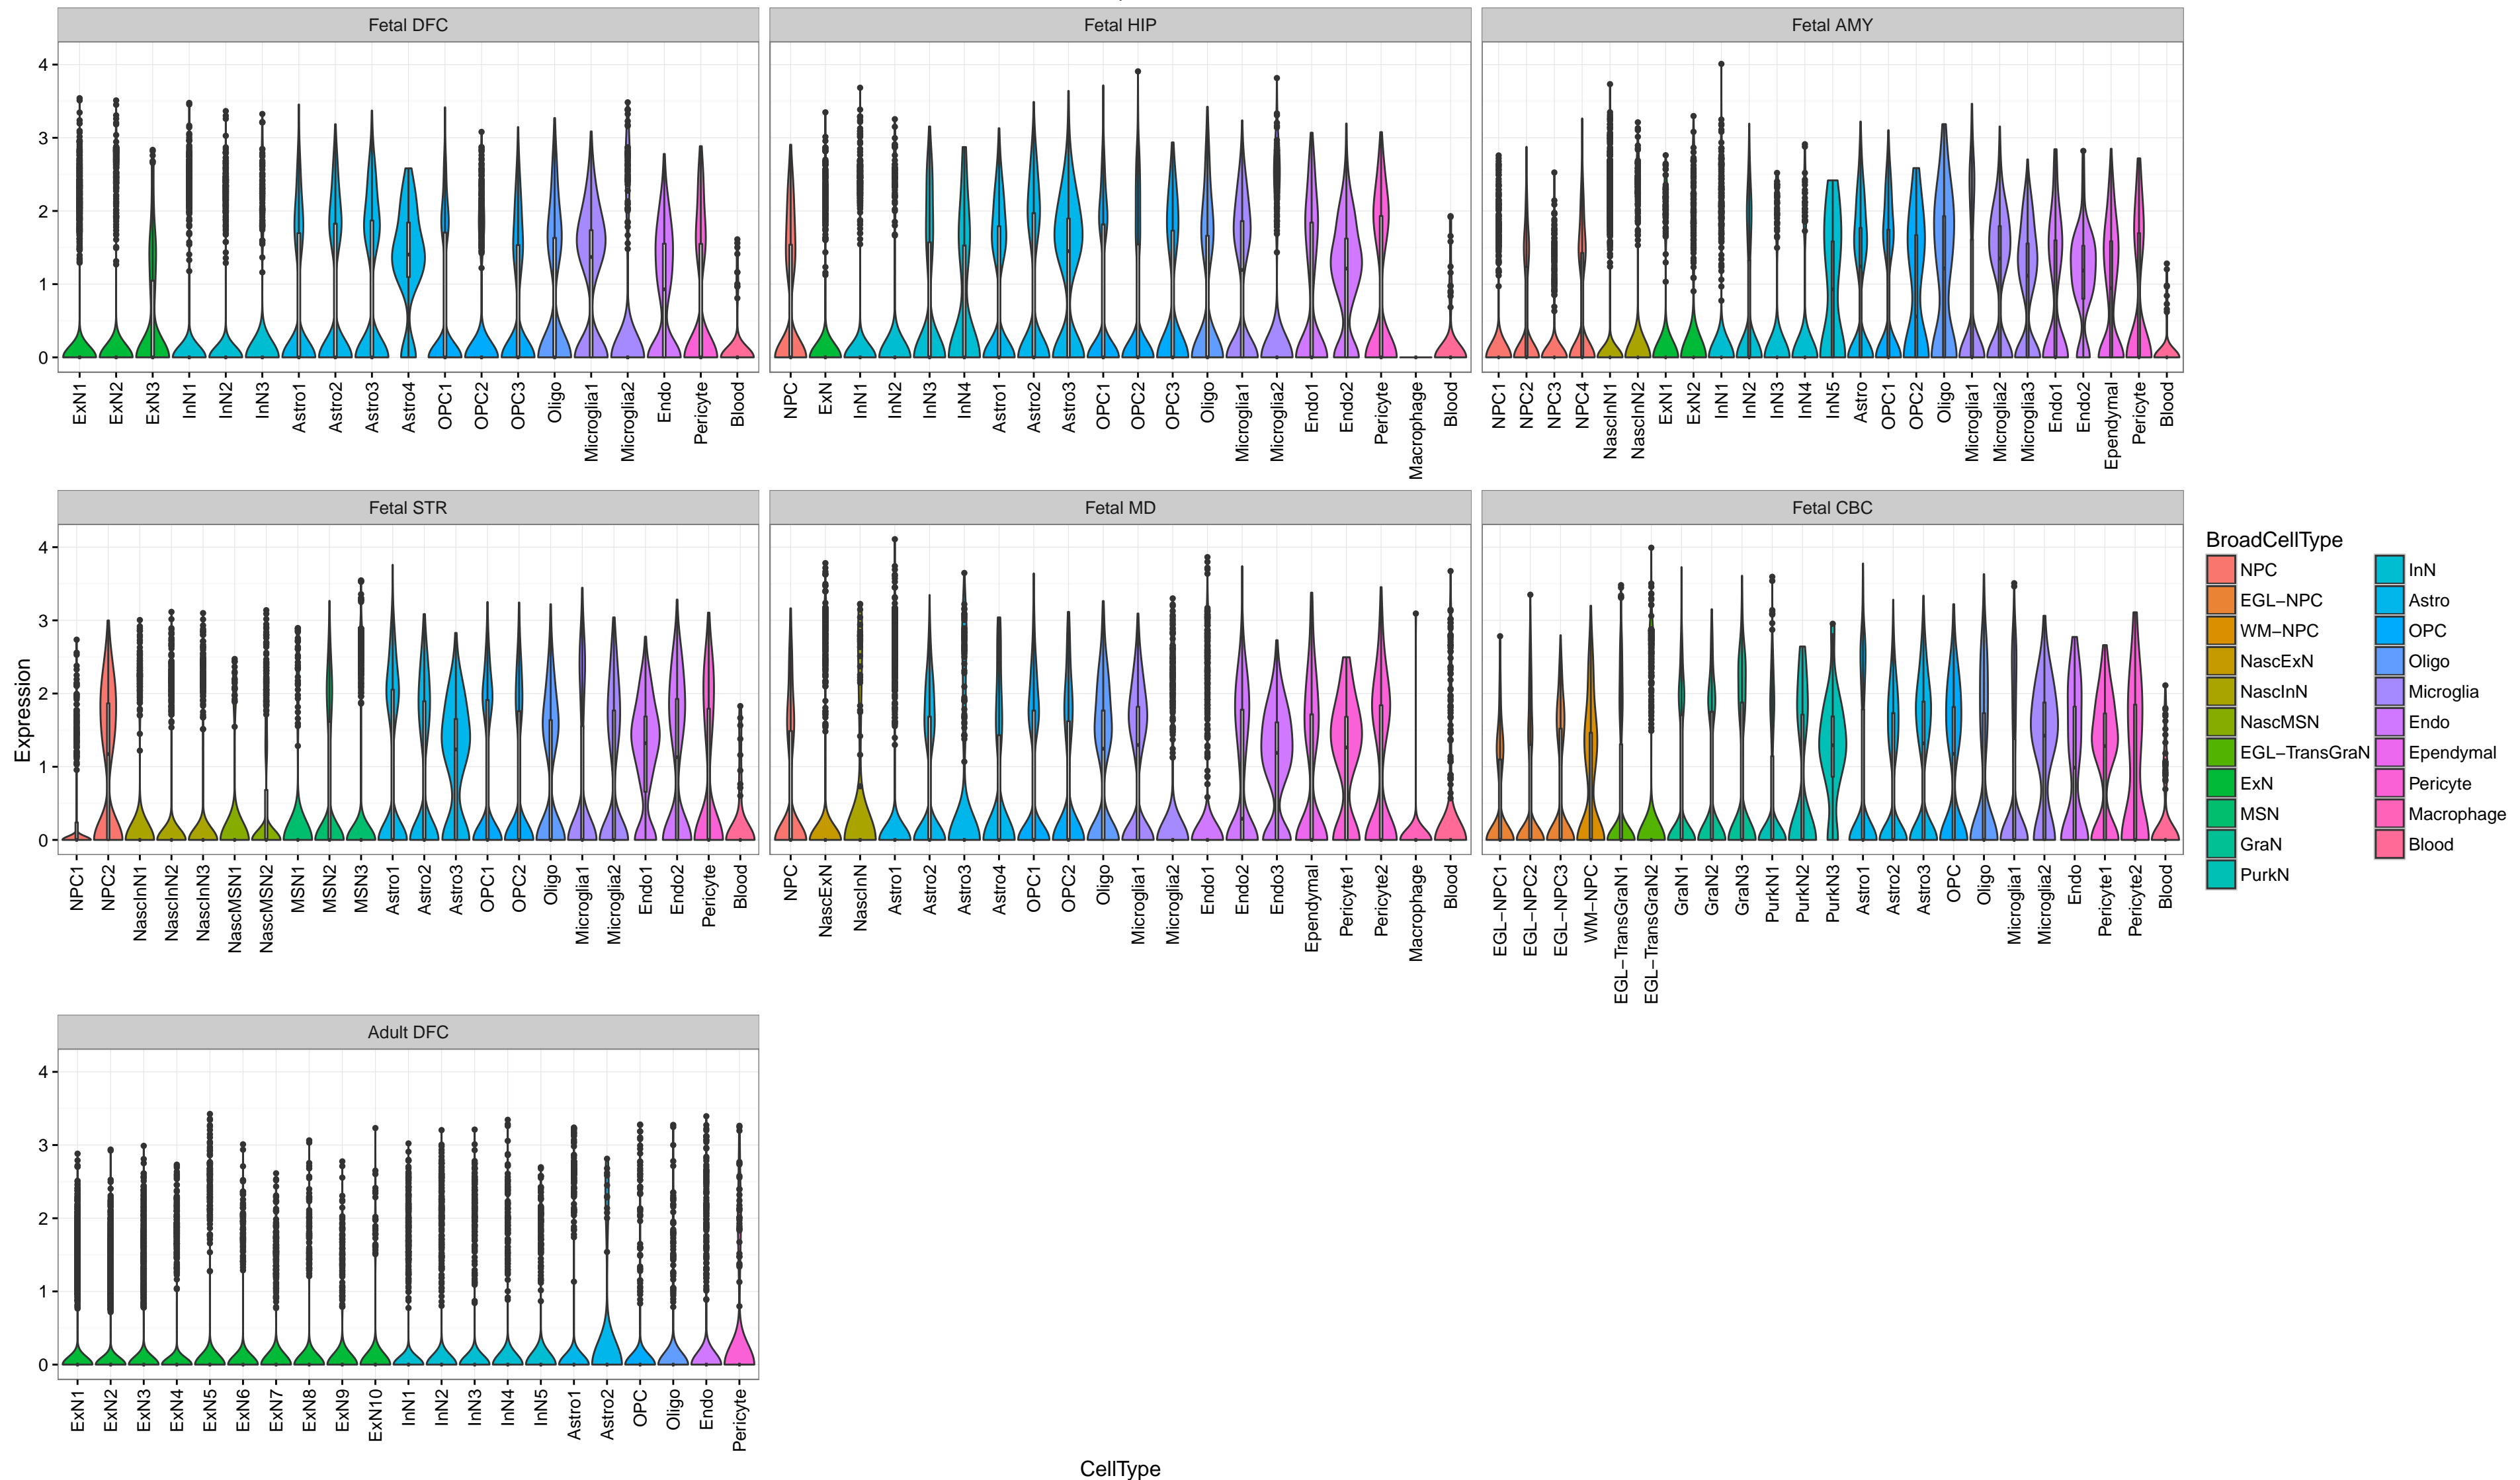 Fetal DFC
Fetal HIP
Fetal AMY
4
3
2
1
0
ExN1 ExN2 ExN3 InN1 InN2 InN3 Astro1 Astro2 Astro3 Astro4 OPC1 OPC2 OPC3 Oligo Microglia1 Microglia2 Endo Pericyte Blood
NPC ExN InN1 InN2 InN3 InN4 Astro1 Astro2 Astro3 OPC1 OPC2 OPC3 Oligo Microglia1 Microglia2 Endo1 Endo2 Pericyte Macrophage Blood
NPC1 NPC2 NPC3 NPC4 NascInN1 NascInN2 ExN1 ExN2 InN1 InN2 InN3 InN4 InN5 Astro OPC1 OPC2 Oligo Microglia1 Microglia2 Microglia3 Endo1 Endo2 Ependymal Pericyte Blood
Expression
Fetal STR
Fetal MD
Fetal CBC
4
3
2
1
0
NPC1 NPC2 NascInN1 NascInN2 NascInN3 NascMSN1 NascMSN2 MSN1 MSN2 MSN3 Astro1 Astro2 Astro3 OPC1 OPC2 Oligo Microglia1 Microglia2 Endo1 Endo2 Pericyte Blood
NPC NascExN NascInN Astro1 Astro2 Astro3 Astro4 OPC1 OPC2 Oligo Microglia1 Microglia2 Endo1 Endo2 Endo3 Ependymal Pericyte1 Pericyte2 Macrophage Blood
EGL−NPC1 EGL−NPC2 EGL−NPC3 WM−NPC EGL−TransGraN1 EGL−TransGraN2 GraN1 GraN2 GraN3 PurkN1 PurkN2 PurkN3 Astro1 Astro2 Astro3 OPC Oligo Microglia1 Microglia2 Endo Pericyte1 Pericyte2 Blood
BroadCellType
NPC
EGL−NPC
WM−NPC
NascExN
NascInN
NascMSN
EGL−TransGraN
ExN
MSN
GraN
PurkN
InN
Astro
OPC
Oligo
Microglia
Endo
Ependymal
Pericyte
Macrophage
Blood
Adult DFC
4
3
2
1
0
ExN1 ExN2 ExN3 ExN4 ExN5 ExN6 ExN7 ExN8 ExN9 ExN10 InN1 InN2 InN3 InN4 InN5 Astro1 Astro2 OPC Oligo Endo Pericyte
CellType